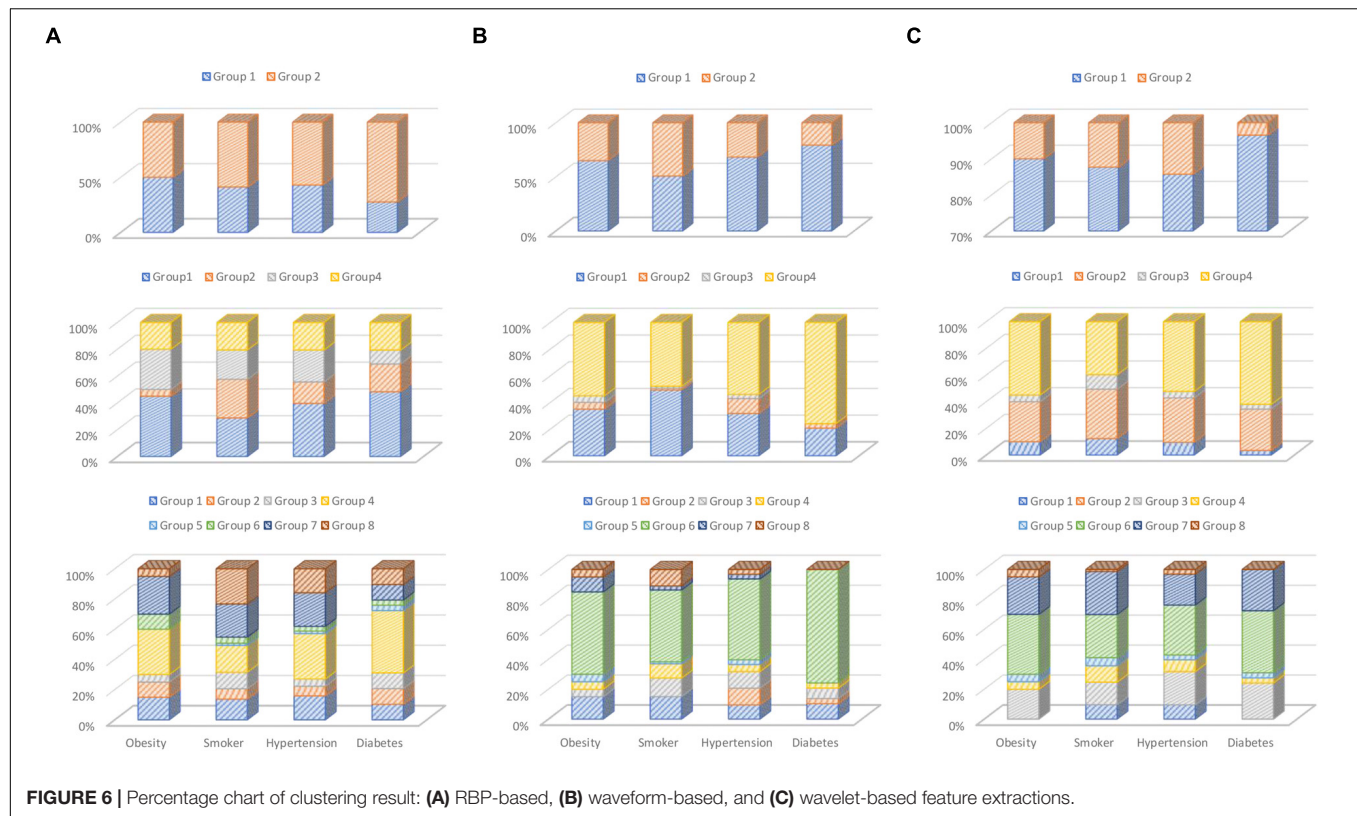 A
B
C
Group 1 Group 2
100%
50%
0%
Group 1 Group 2
100%
50%
0%
Group 1 Group 2
100%
90%
80%
70%
Group1 Group2 Group3 Group4
100%
80%
60%
40%
20%
0%
Group1 Group2 Group3 Group4
100%
80%
60%
40%
20%
0%
Group1 Group2 Group3 Group4
100%
80%
60%
40%
20%
0%
Group 1 Group 2 Group 3 Group 4
Group 5 Group 6 Group 7 Group 8
100%
80%
60%
40%
20%
0%
Obesity Smoker Hypertension Diabetes
Group 1 Group 2 Group 3 Group 4
Group 5 Group 6 Group 7 Group 8
100%
80%
60%
40%
20%
0%
Obesity Smoker Hypertension Diabetes
Group 1 Group 2 Group 3 Group 4
Group 5 Group 6 Group 7 Group 8
100%
80%
60%
40%
20%
0%
Obesity Smoker Hypertension Diabetes
FIGURE 6 | Percentage chart of clustering result: (A) RBP-based, (B) waveform-based, and (C) wavelet-based feature extractions.